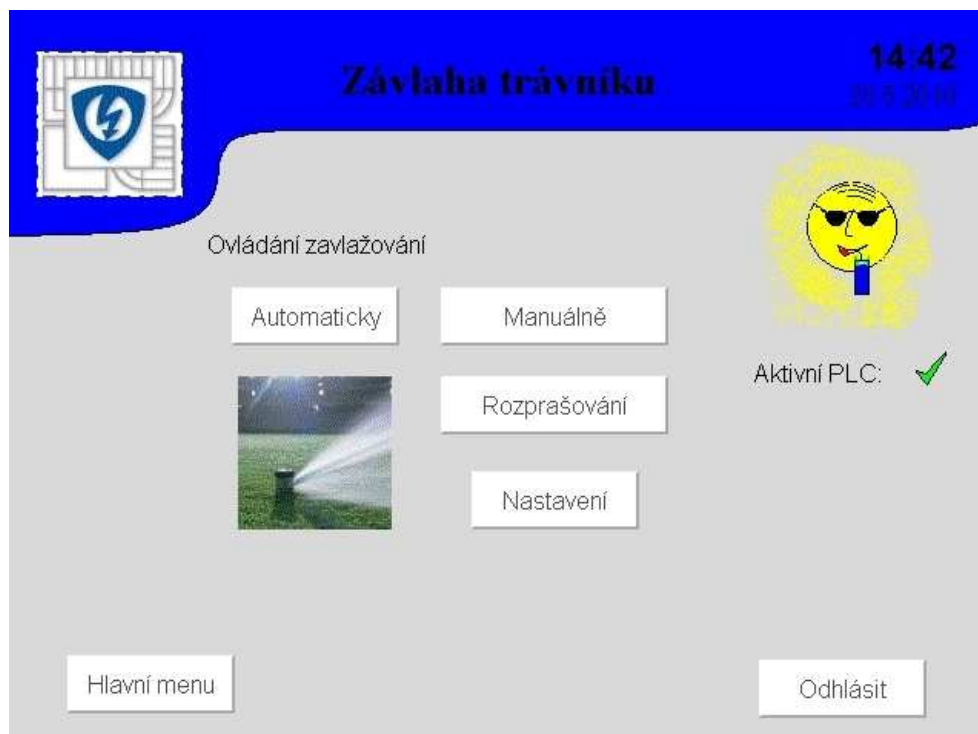 Závlaha trávníku
14:42
Ovládání zavlažování
Automaticky
Manuálně
Aktivní PLC:
Rozprašování
Nastavení
Hlavní menu
Odhlásit